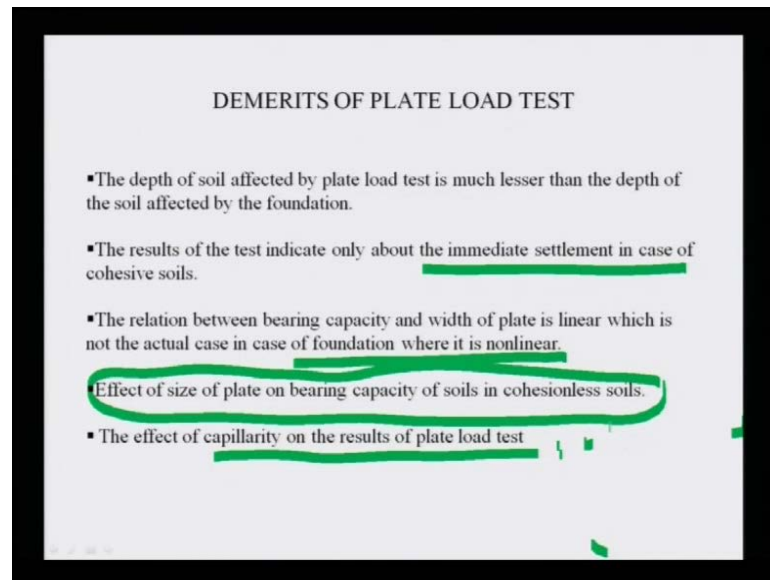 DEMERITS OF PLATE LOAD TEST
▪The depth of soil affected by plate load test is much lesser than the depth of
the soil affected by the foundation.
▪The results of the test indicate only about the immediate settlement in case of
cohesive soils.
▪The relation between bearing capacity and width of plate is linear which is
not the actual case in case of foundation where it is nonlinear.
▪Effect of size of plate on bearing capacity of soils in cohesionless soils.
▪ The effect of capillarity on the results of plate load test